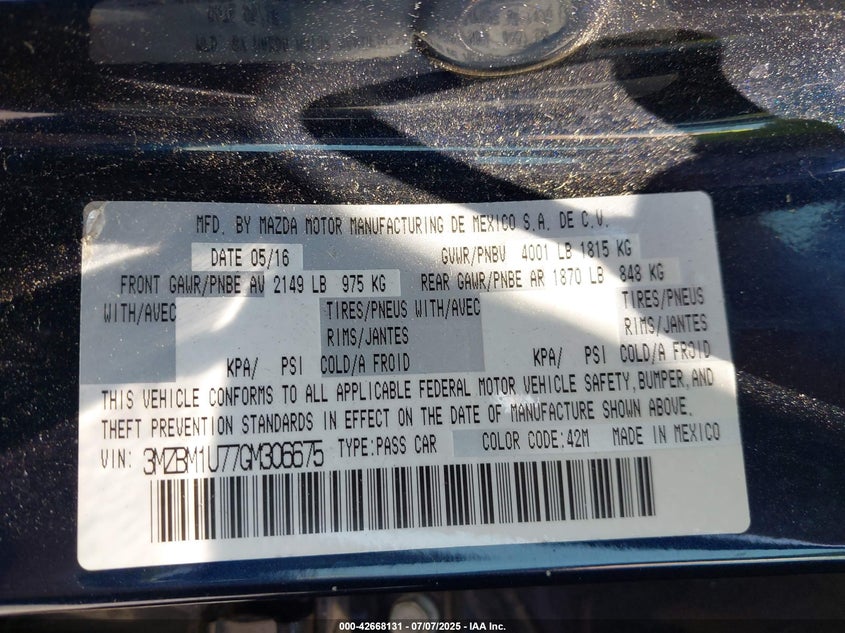 MFD. BY MAZDA MOTOR MANUFACTURING DE MEXICO S.A. DE C.V.
DATE 05/16 GVWR/PNBV 4001 LB 1815 KG
FRONT GAWR/PNBE AV 2149 LB 975 KG REAR GAWR/PNBE AR 1870 LB 848 KG
WITH/AVEC TIRES/PNEUS WITH/AVEC TIRES/PNEUS
RIMS/JANTES RIMS/JANTES
KPA/ PSI COLD/A FROID KPA/ PSI COLD/A FROID
THIS VEHICLE CONFORMS TO ALL APPLICABLE FEDERAL MOTOR VEHICLE SAFETY, BUMPER, AND
THEFT PREVENTION STANDARDS IN EFFECT ON THE DATE OF MANUFACTURE SHOWN ABOVE.
VIN: 3MZBM1U77GM306675 TYPE:PASS CAR COLOR CODE:42M MADE IN MEXICO
000-42668131 - 07/07/2025 - IAA Inc.